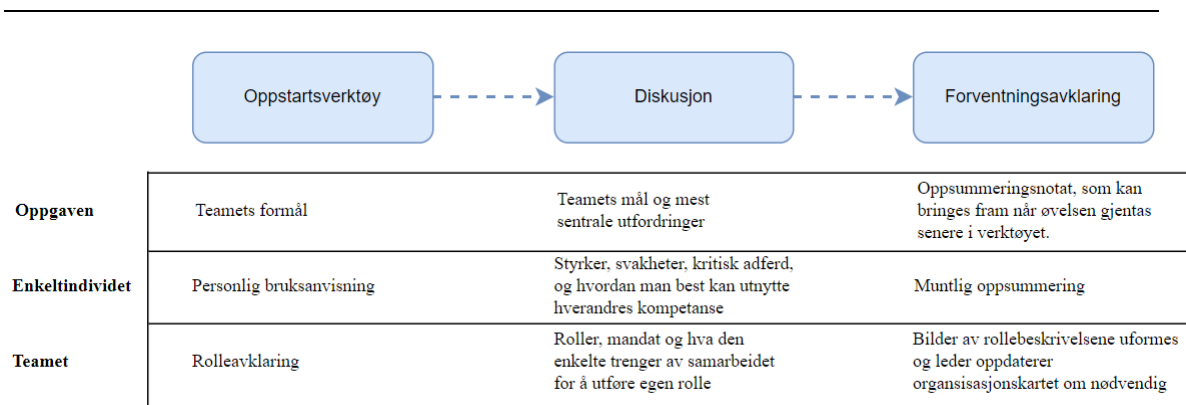 Oppstartsverktøy
Diskusjon
Forventningsavklaring
Oppgaven
Teamets formål
Teamets mål og mest
sentrale utfordringer
Oppsummeringsnotat, som kan
bringes fram når øvelsen gjentas
senere i verktøyet.
Enkeltindividet
Personlig bruksanvisning
Styrker, svakheter, kritisk adferd,
og hvordan man best kan utnytte
hverandres kompetanse
Muntlig oppsummering
Teamet
Rolleavklaring
Roller, mandat og hva den
enkelte trenger av samarbeidet
for å utføre egen rolle
Bilder av rollebeskrivelsene uformes
og leder oppdaterer
organsisasjonskartet om nødvendig